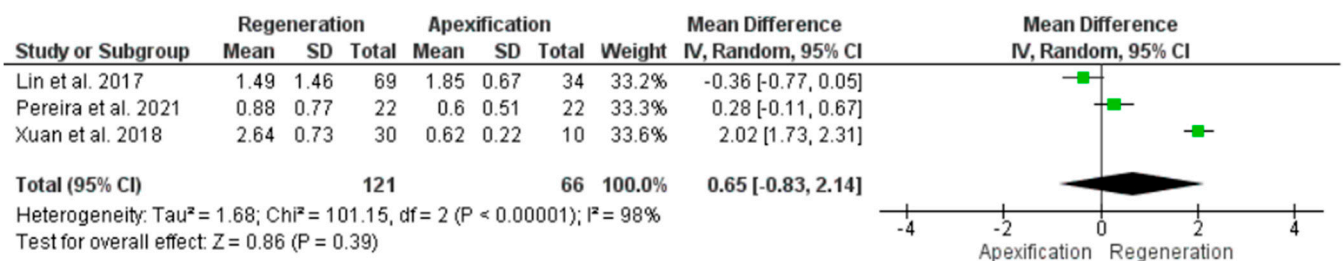 Regeneration Apexification Mean Difference Mean Difference
Study or Subgroup Mean SD Total Mean SD Total Weight IV, Random, 95% CI IV, Random, 95% CI
Lin et al. 2017 1.49 1.46 69 1.85 0.67 34 33.2% -0.36 [-0.77, 0.05]
Pereira et al. 2021 0.88 0.77 22 0.6 0.51 22 33.3% 0.28 [-0.11, 0.67]
Xuan et al. 2018 2.64 0.73 30 0.62 0.22 10 33.6% 2.02 [1.73, 2.31]
Total (95% CI) 121 66 100.0% 0.65 [-0.83, 2.14]
Heterogeneity: Tau² = 1.68; Chi² = 101.15, df = 2 (P < 0.00001); I² = 98%
Test for overall effect: Z = 0.86 (P = 0.39)
-4 -2 0 2 4
Apexification Regeneration